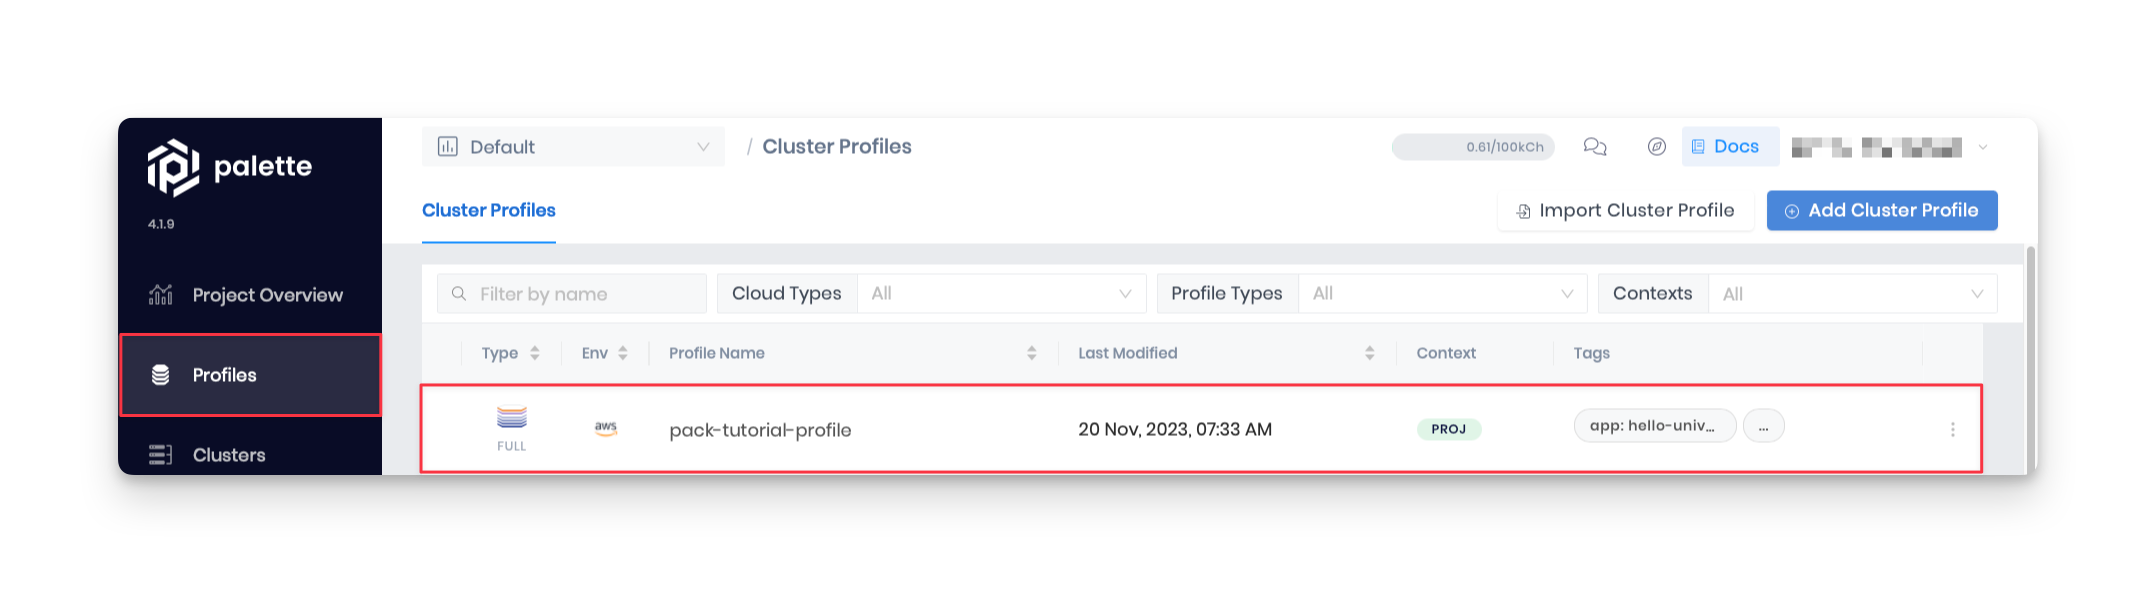 palette
4.1.9
Project Overview
Profiles
Clusters
Default
/ Cluster Profiles
0.61/100kCh
Docs
Cluster Profiles
Import Cluster Profile
Add Cluster Profile
Filter by name
Cloud Types All
Profile Types All
Contexts All
Type Env Profile Name Last Modified Context Tags
FULL
aws
pack-tutorial-profile
20 Nov, 2023, 07:33 AM
PROJ
app: hello-univ...
...